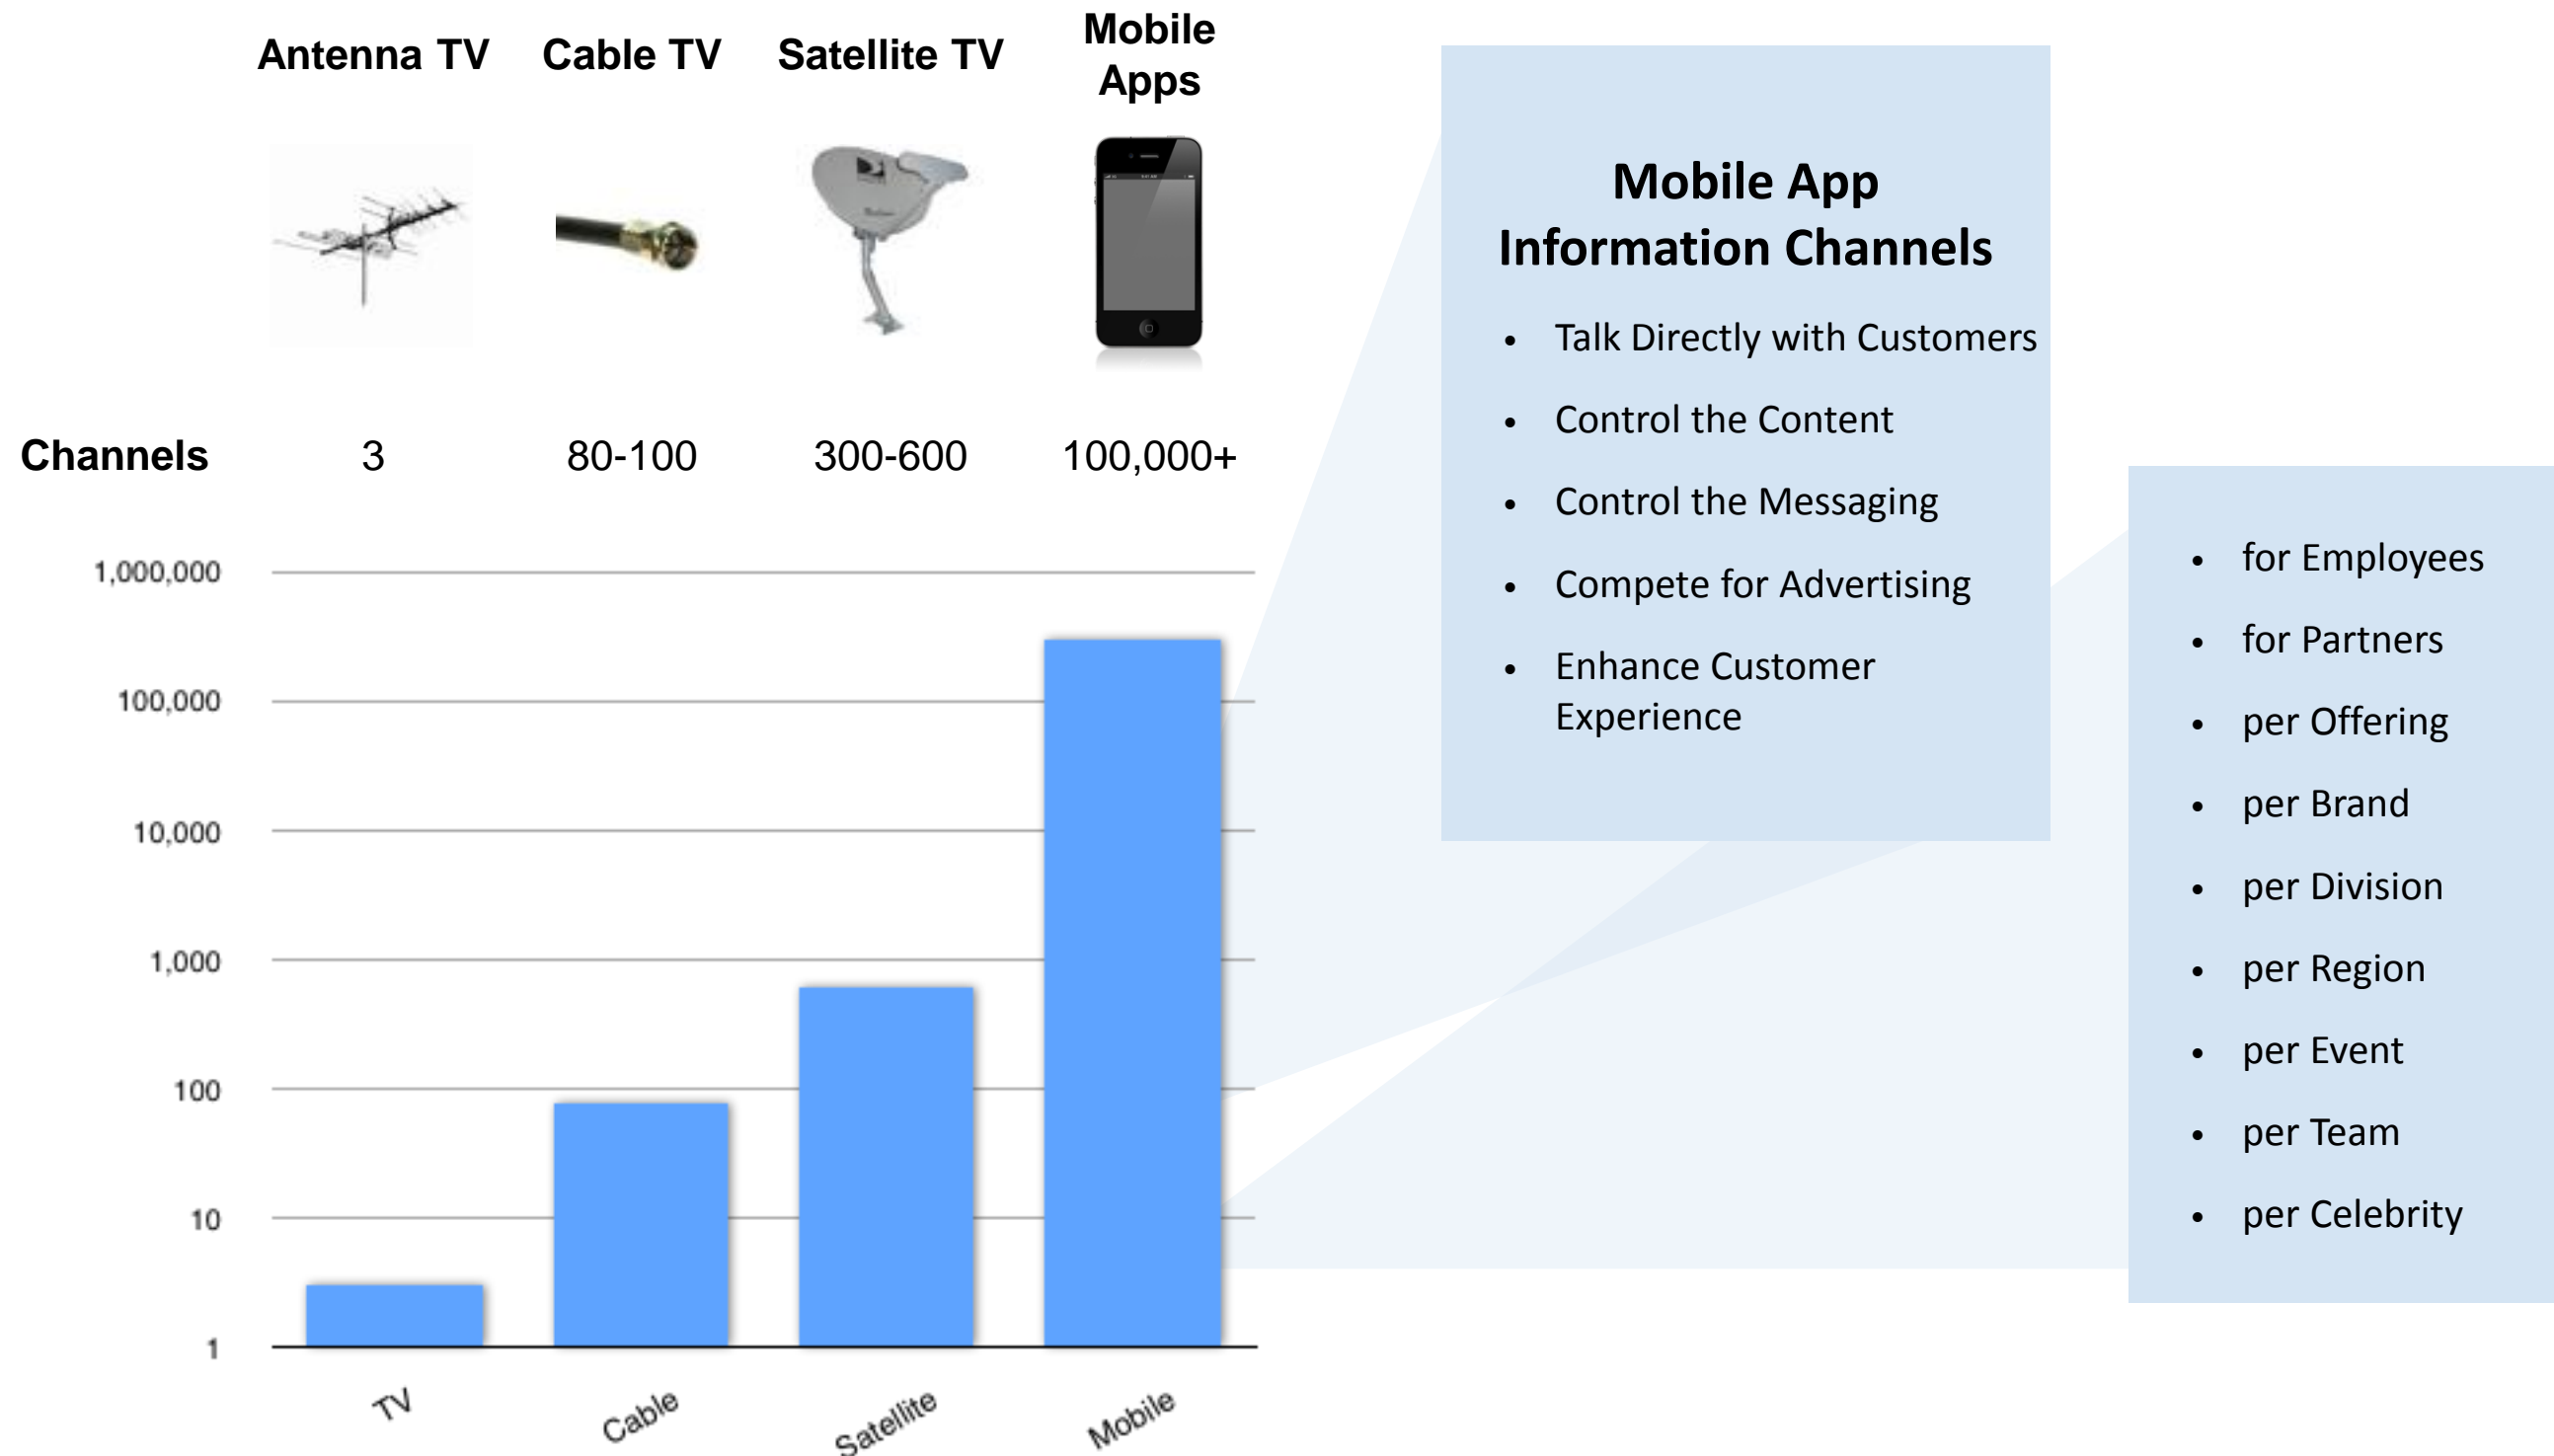 Antenna TV
Cable TV
Satellite TV
Mobile
Apps
Channels
3
80-100
300-600
100,000+
1,000,000
100,000
10,000
1,000
100
10
1
TV
Cable
Satellite
Mobile
Mobile App
Information Channels
• Talk Directly with Customers
• Control the Content
• Control the Messaging
• Compete for Advertising
• Enhance Customer
Experience
• for Employees
• for Partners
• per Offering
• per Brand
• per Division
• per Region
• per Event
• per Team
• per Celebrity